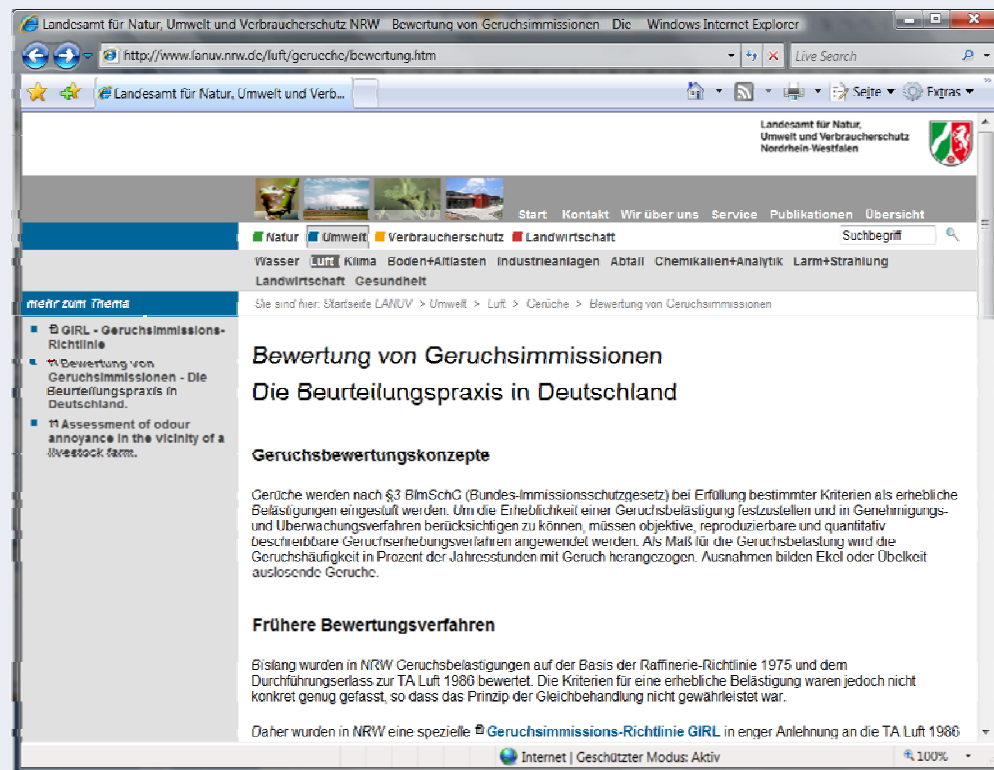 Landesamt für Natur, Umwelt und Verbraucherschutz NRW Bewertung von Geruchsimmissionen Die Windows Internet Explorer
http://www.lanuv.nrw.de/luft/gerueche/bewertung.htm
Live Search
Landesamt für Natur, Umwelt und Verb...
Seite
Extras
Landesamt für Natur,
Umwelt und Verbraucherschutz
Nordrhein-Westfalen
Start Kontakt Wir über uns Service Publikationen Übersicht
Natur Umwelt Verbraucherschutz Landwirtschaft
Suchbegriff
Wasser Luft Klima Boden+Altlasten Industrieanlagen Abfall Chemikalien+Analytik Lärm+Strahlung
Landwirtschaft Gesundheit
mehr zum Thema
Sie sind hier: Startseite LANUV > Umwelt > Luft > Gerüche > Bewertung von Geruchsimmissionen
GIRL - Geruchsimmissions-
Richtlinie
Bewertung von
Geruchsimmissionen - Die
Beurteilungspraxis in
Deutschland.
Assessment of odour
annoyance in the vicinity of a
livestock farm.
Bewertung von Geruchsimmissionen
Die Beurteilungspraxis in Deutschland
Geruchsbewertungskonzepte
Gerüche werden nach §3 BImSchG (Bundes-Immissionsschutzgesetz) bei Erfüllung bestimmter Kriterien als erhebliche
Belästigungen eingestuft werden. Um die Erheblichkeit einer Geruchsbelästigung festzustellen und in Genehmigungs-
und Überwachungsverfahren berücksichtigen zu können, müssen objektive, reproduzierbare und quantitativ
beschreibbare Geruchserhebungsverfahren angewendet werden. Als Maß für die Geruchsbelastung wird die
Geruchshäufigkeit in Prozent der Jahresstunden mit Geruch herangezogen. Ausnahmen bilden Ekel oder Übelkeit
auslösende Gerüche.
Frühere Bewertungsverfahren
Bislang wurden in NRW Geruchsbelästigungen auf der Basis der Raffinerie-Richtlinie 1975 und dem
Durchführungserlass zur TA Luft 1986 bewertet. Die Kriterien für eine erhebliche Belästigung waren jedoch nicht
konkret genug gefasst, so dass das Prinzip der Gleichbehandlung nicht gewährleistet war.
Daher wurden in NRW eine spezielle Geruchsimmissions-Richtlinie GIRL in enger Anlehnung an die TA Luft 1986
Internet | Geschützter Modus: Aktiv
100%